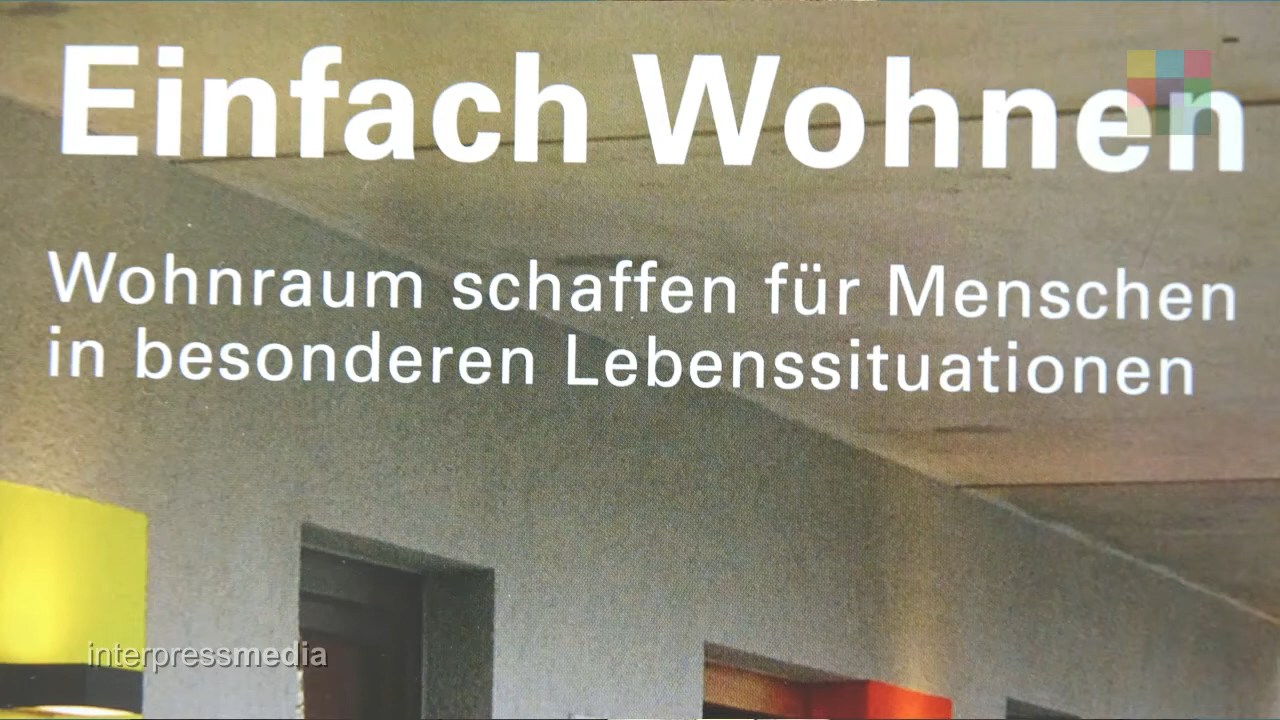 Einfach Wohnen
Wohnraum schaffen für Menschen
in besonderen Lebenssituationen
interpressmedia